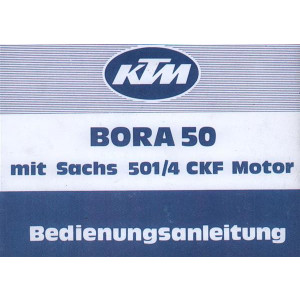 KTM
BORA 50
mit Sachs 501/4 CKF Motor
Bedienungsanleitung